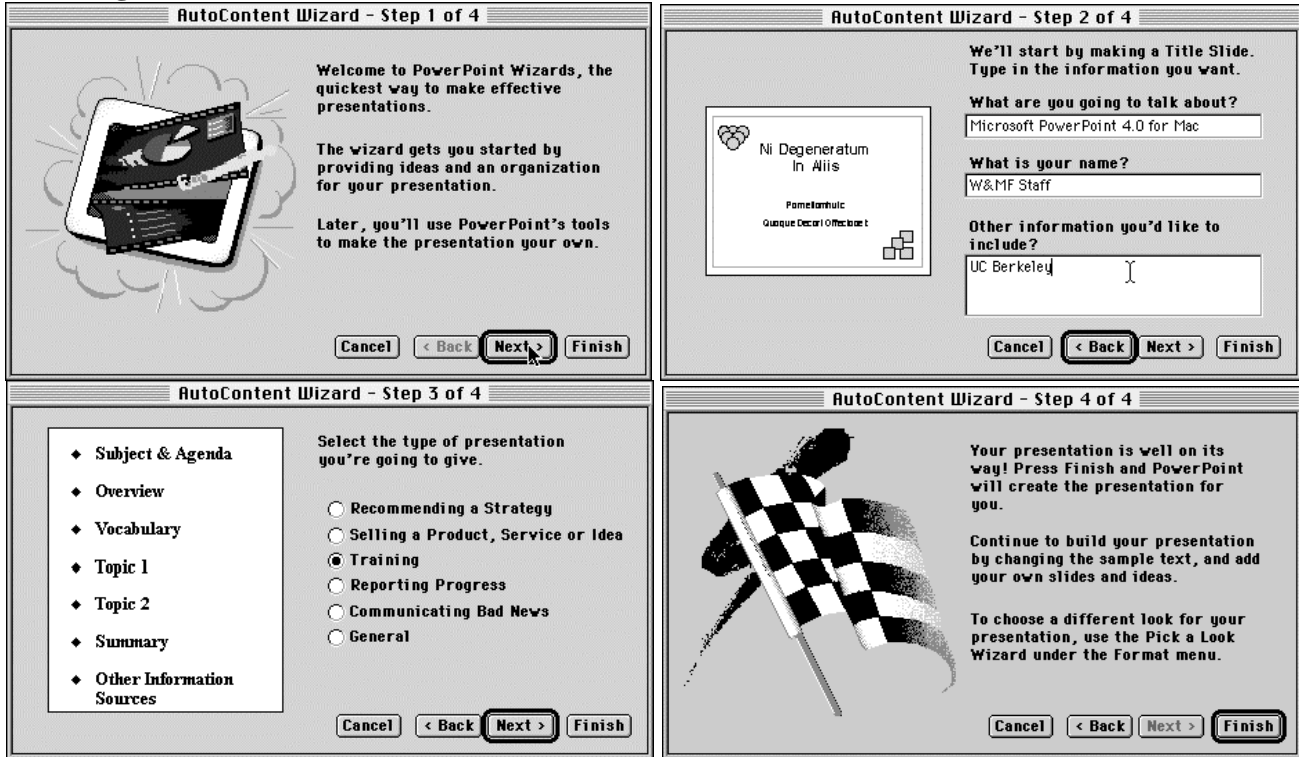 AutoContent Wizard – Step 1 of 4
Welcome to PowerPoint Wizards, the
quickest way to make effective
presentations.
The wizard gets you started by
providing ideas and an organization
for your presentation.
Later, you'll use PowerPoint's tools
to make the presentation your own.
Cancel < Back Next > Finish
AutoContent Wizard – Step 2 of 4
We'll start by making a Title Slide.
Type in the information you want.
What are you going to talk about?
Microsoft PowerPoint 4.0 for Mac
What is your name?
W&MF Staff
Other information you'd like to
include?
UC Berkeley
Ni Degeneratum
In Aliis
Pomellomhuic
Quoque Decori Offeciose t
Cancel < Back Next > Finish
AutoContent Wizard – Step 3 of 4
Subject & Agenda
Overview
Vocabulary
Topic 1
Topic 2
Summary
Other Information
Sources
Select the type of presentation
you're going to give.
Recommending a Strategy
Selling a Product, Service or Idea
Training
Reporting Progress
Communicating Bad News
General
Cancel < Back Next > Finish
AutoContent Wizard – Step 4 of 4
Your presentation is well on its
way! Press Finish and PowerPoint
will create the presentation for
you.
Continue to build your presentation
by changing the sample text, and add
your own slides and ideas.
To choose a different look for your
presentation, use the Pick a Look
Wizard under the Format menu.
Cancel < Back Next > Finish